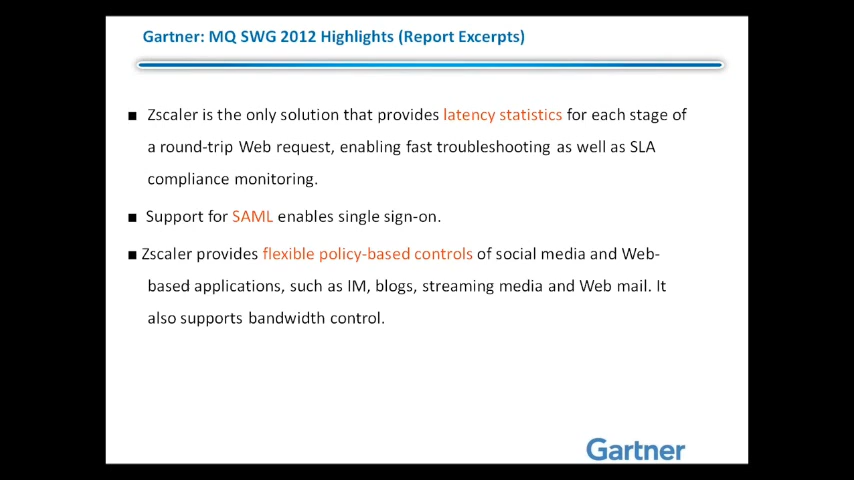 Gartner: MQ SWG 2012 Highlights (Report Excerpts)
■ Zscaler is the only solution that provides latency statistics for each stage of
a round-trip Web request, enabling fast troubleshooting as well as SLA
compliance monitoring.
■ Support for SAML enables single sign-on.
■ Zscaler provides flexible policy-based controls of social media and Web-
based applications, such as IM, blogs, streaming media and Web mail. It
also supports bandwidth control.
Gartner